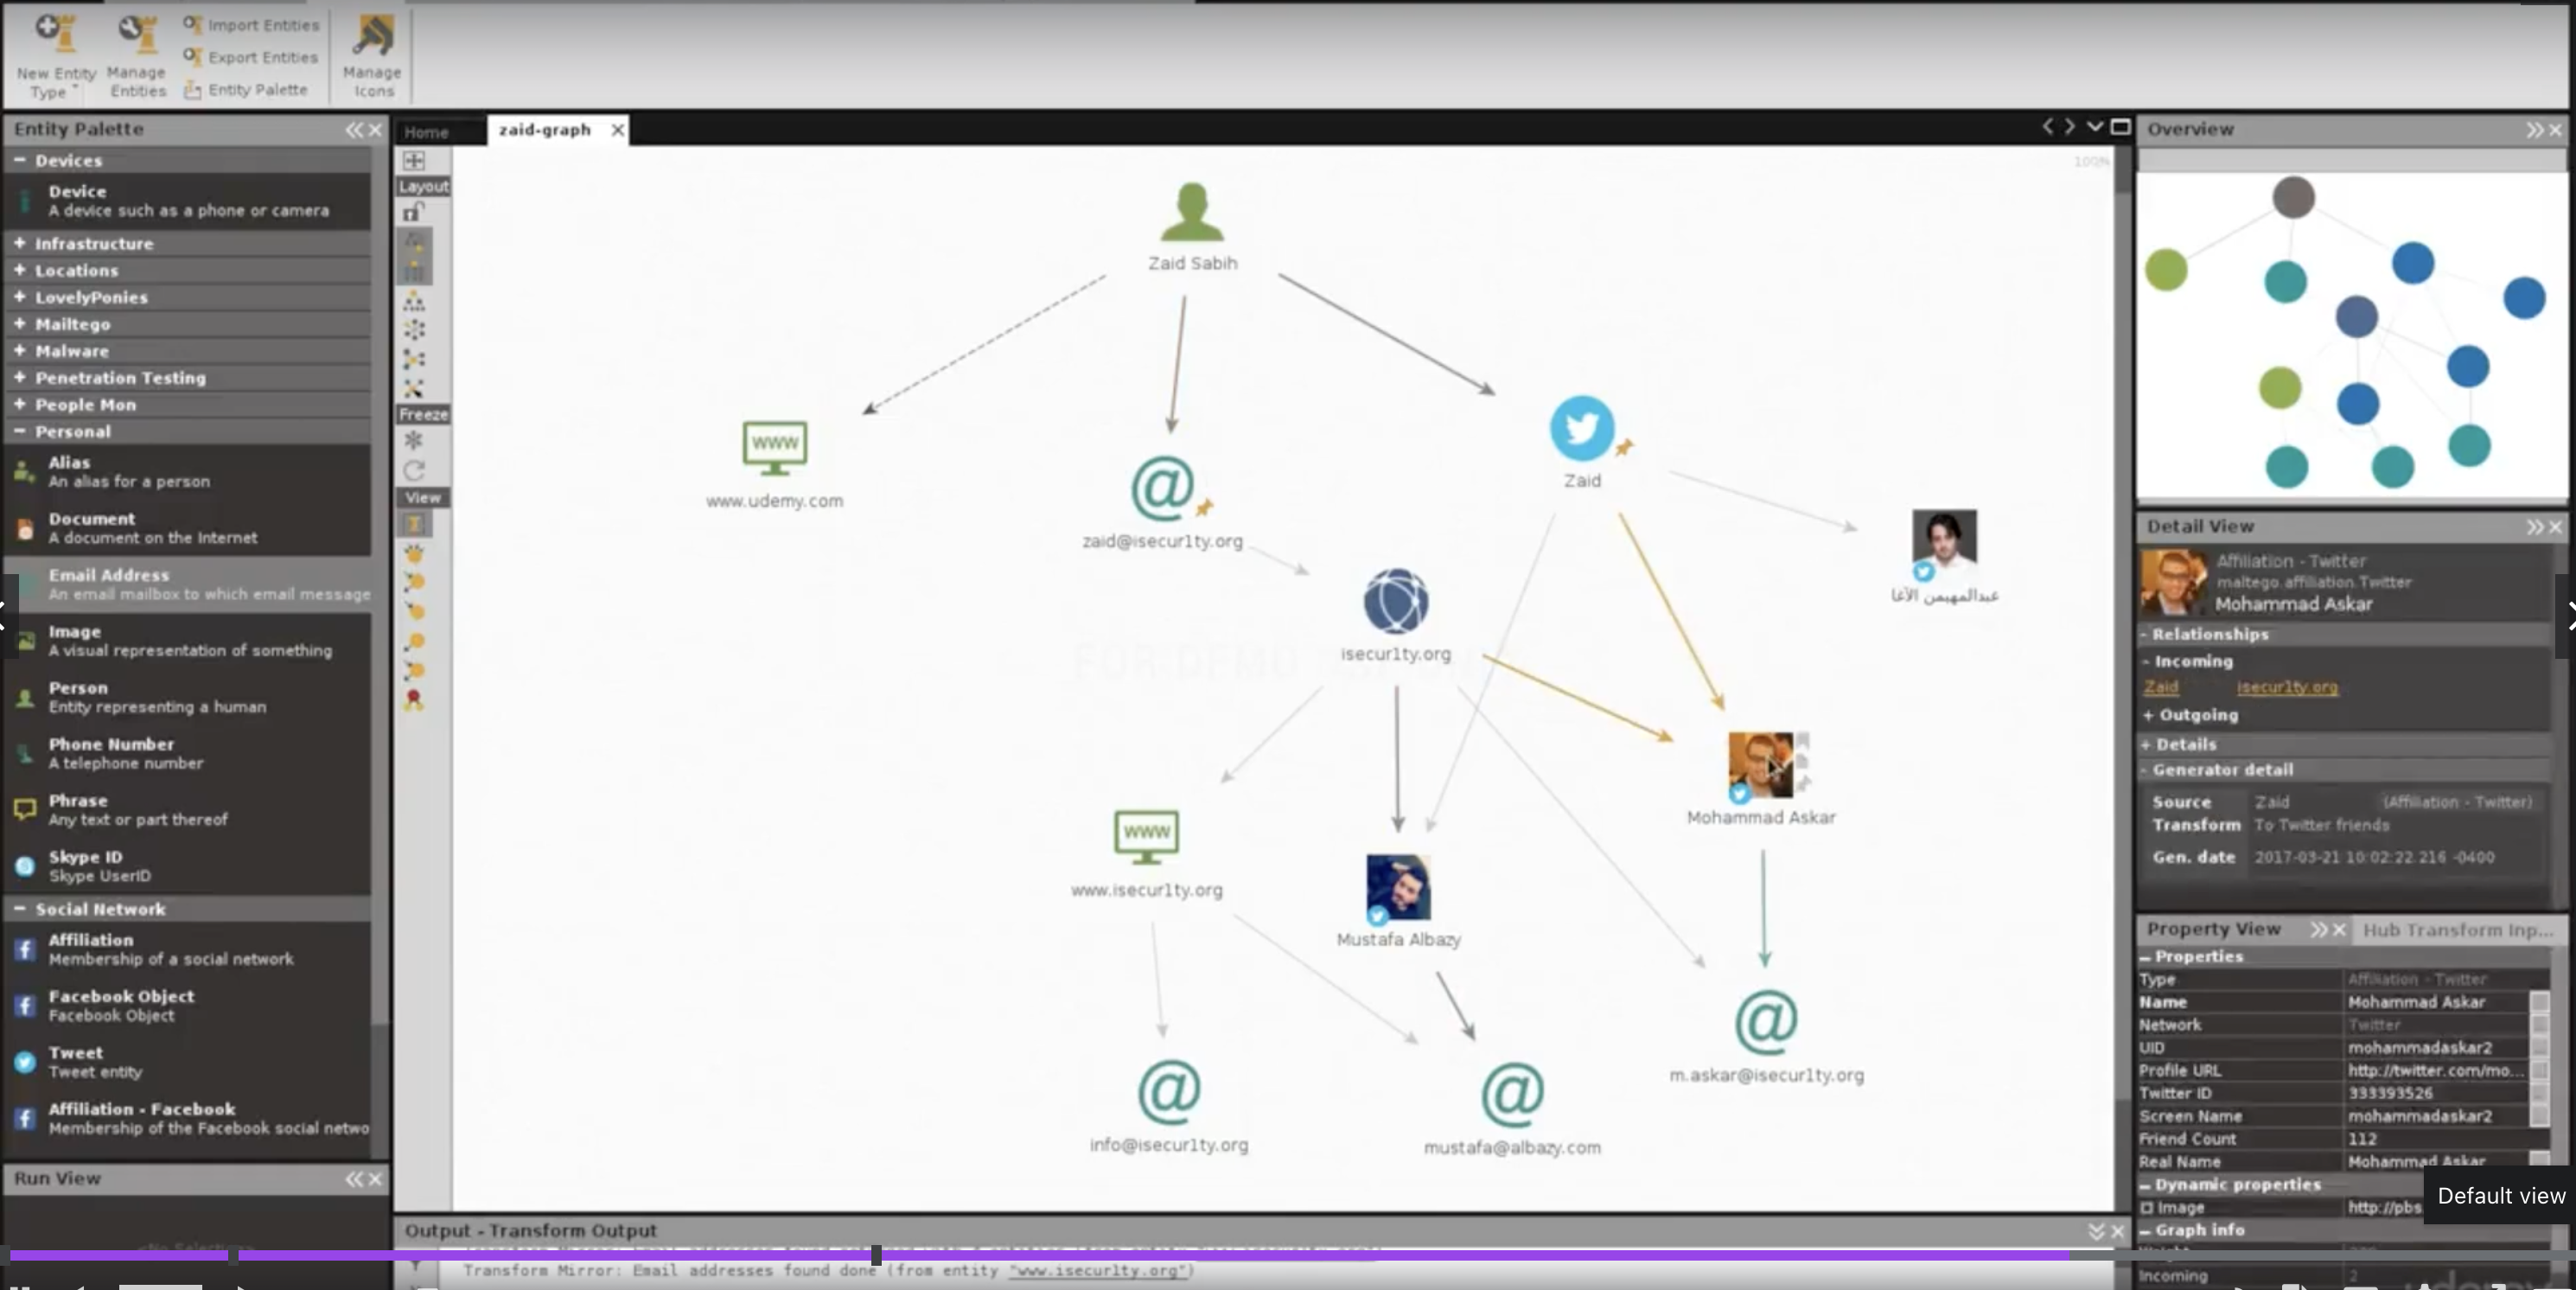 New Entity Type
Manage Entities
Import Entities
Export Entities
Entity Palette
Manage Icons
Entity Palette
Devices
Device
A device such as a phone or camera
Infrastructure
Locations
LovelyPonies
Mailtego
Malware
Penetration Testing
People Mon
Personal
Alias
An alias for a person
Document
A document on the Internet
Email Address
An email mailbox to which email message
Image
A visual representation of something
Person
Entity representing a human
Phone Number
A telephone number
Phrase
Any text or part thereof
Skype ID
Skype UserID
Social Network
Affiliation
Membership of a social network
Facebook Object
Facebook Object
Tweet
Tweet entity
Affiliation - Facebook
Membership of the Facebook social netwo
Run View
Home
zaid-graph
Layout
Freeze
View
100%
Zaid Sabih
www
www.udemy.com
@
zaid@isecur1ty.org
Zaid
عبدالمهيمن الآغا
isecur1ty.org
Mohammad Askar
www
www.isecur1ty.org
Mustafa Albazy
@
m.askar@isecur1ty.org
@
info@isecur1ty.org
@
mustafa@albazy.com
Output - Transform Output
Transform Mirror: Email addresses found done (from entity "www.isecur1ty.org")
Overview
Detail View
Affiliation - Twitter
maltego.affiliation.Twitter
Mohammad Askar
- Relationships
- Incoming
Zaid isecur1ty.org
+ Outgoing
+ Details
- Generator detail
Source Zaid (Affiliation - Twitter)
Transform To Twitter friends
Gen. date 2017-03-21 10:02:22.216 -0400
Property View
Hub Transform Inp...
Properties
Type Affiliation - Twitter
Name Mohammad Askar
Network Twitter
UID mohammadaskar2
Profile URL http://twitter.com/mo...
Twitter ID 333393526
Screen Name mohammadaskar2
Friend Count 112
Real Name Mohammad Askar
Dynamic properties
Image http://pbs
Graph info
Incoming 2
Default view